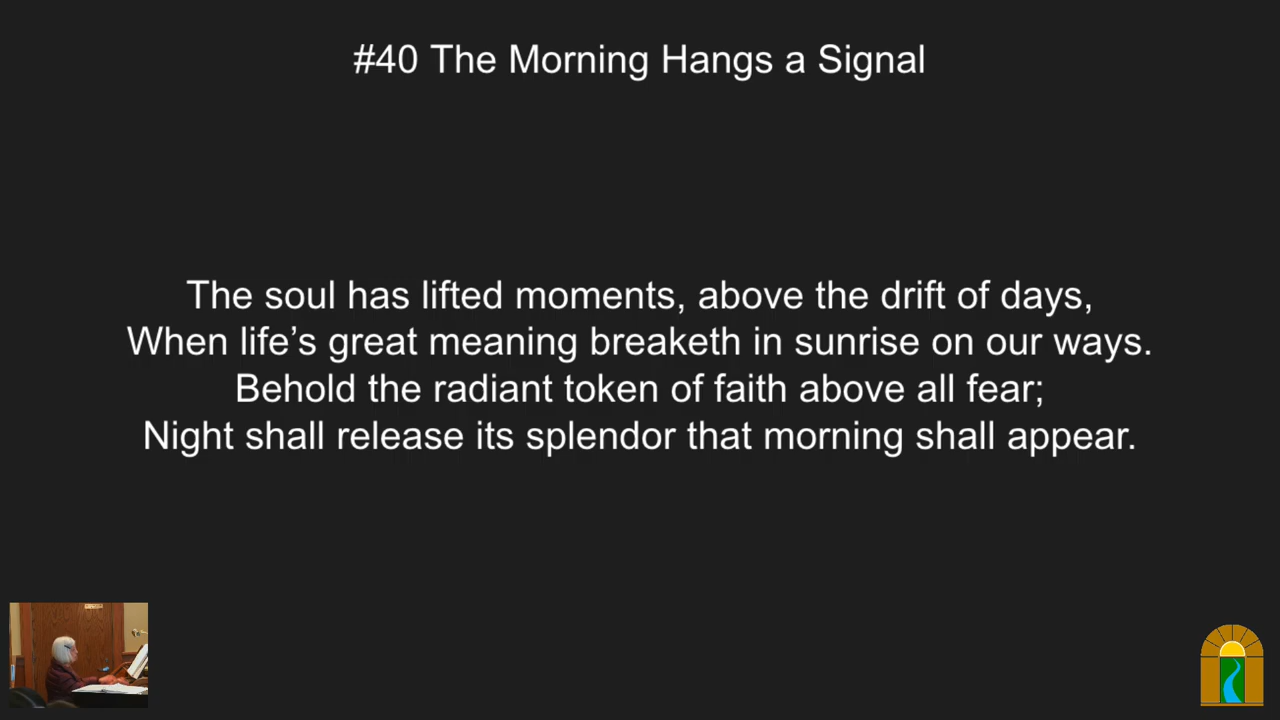 #40 The Morning Hangs a Signal
The soul has lifted moments, above the drift of days,
When life’s great meaning breaketh in sunrise on our ways.
Behold the radiant token of faith above all fear;
Night shall release its splendor that morning shall appear.